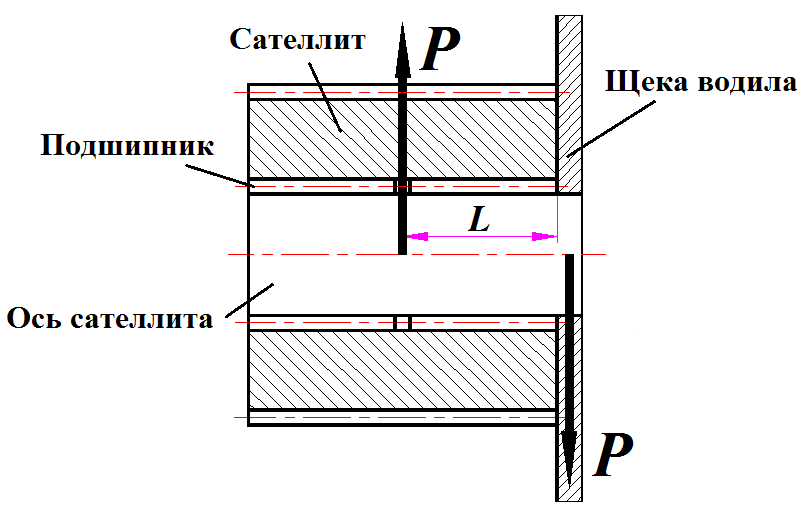 Сателлит
P
Щека водила
Подшипник
L
Ось сателлита
P